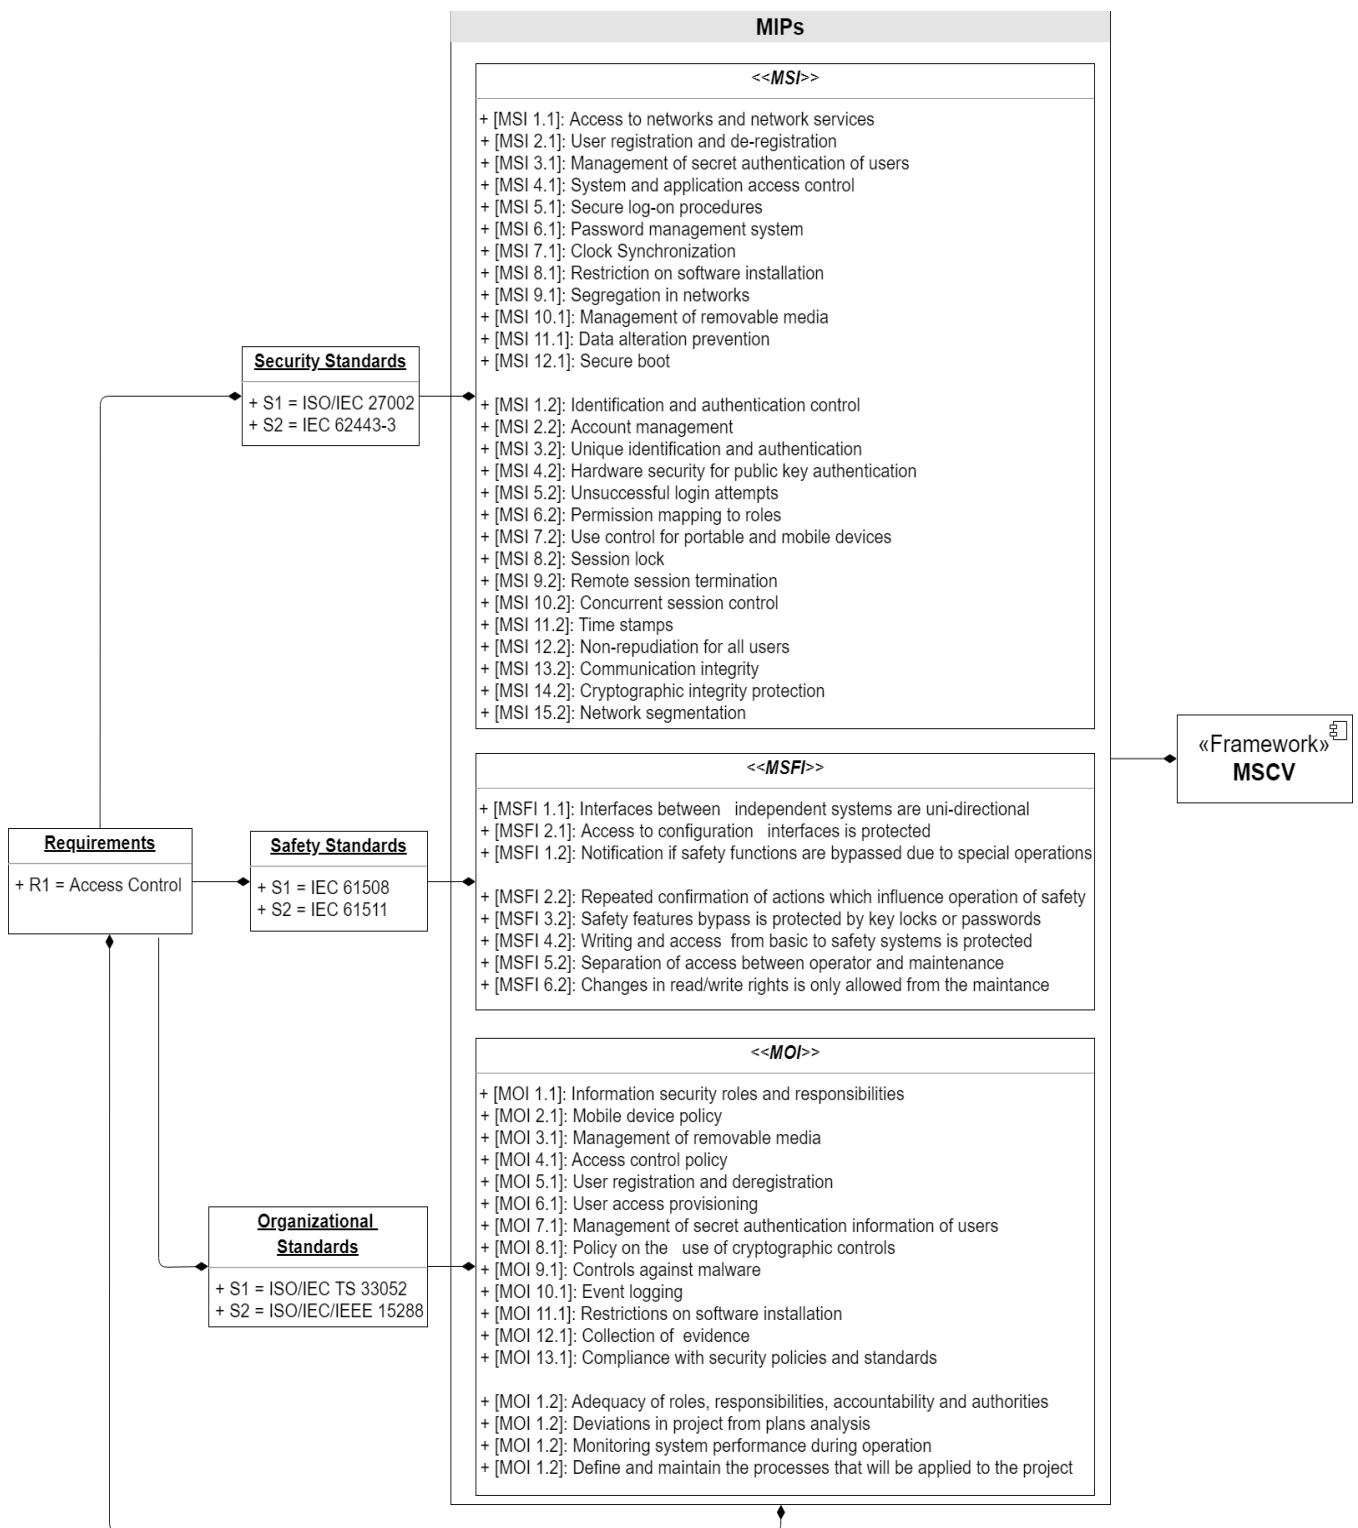 MIPs
<<MSI>>
+ [MSI 1.1]: Access to networks and network services
+ [MSI 2.1]: User registration and de-registration
+ [MSI 3.1]: Management of secret authentication of users
+ [MSI 4.1]: System and application access control
+ [MSI 5.1]: Secure log-on procedures
+ [MSI 6.1]: Password management system
+ [MSI 7.1]: Clock Synchronization
+ [MSI 8.1]: Restriction on software installation
+ [MSI 9.1]: Segregation in networks
+ [MSI 10.1]: Management of removable media
+ [MSI 11.1]: Data alteration prevention
+ [MSI 12.1]: Secure boot
+ [MSI 1.2]: Identification and authentication control
+ [MSI 2.2]: Account management
+ [MSI 3.2]: Unique identification and authentication
+ [MSI 4.2]: Hardware security for public key authentication
+ [MSI 5.2]: Unsuccessful login attempts
+ [MSI 6.2]: Permission mapping to roles
+ [MSI 7.2]: Use control for portable and mobile devices
+ [MSI 8.2]: Session lock
+ [MSI 9.2]: Remote session termination
+ [MSI 10.2]: Concurrent session control
+ [MSI 11.2]: Time stamps
+ [MSI 12.2]: Non-repudiation for all users
+ [MSI 13.2]: Communication integrity
+ [MSI 14.2]: Cryptographic integrity protection
+ [MSI 15.2]: Network segmentation
Security Standards
+ S1 = ISO/IEC 27002
+ S2 = IEC 62443-3
«Framework»
MSCV
<<MSFI>>
+ [MSFI 1.1]: Interfaces between independent systems are uni-directional
+ [MSFI 2.1]: Access to configuration interfaces is protected
+ [MSFI 1.2]: Notification if safety functions are bypassed due to special operations
+ [MSFI 2.2]: Repeated confirmation of actions which influence operation of safety
+ [MSFI 3.2]: Safety features bypass is protected by key locks or passwords
+ [MSFI 4.2]: Writing and access from basic to safety systems is protected
+ [MSFI 5.2]: Separation of access between operator and maintenance
+ [MSFI 6.2]: Changes in read/write rights is only allowed from the maintance
Requirements
+ R1 = Access Control
Safety Standards
+ S1 = IEC 61508
+ S2 = IEC 61511
<<MOI>>
+ [MOI 1.1]: Information security roles and responsibilities
+ [MOI 2.1]: Mobile device policy
+ [MOI 3.1]: Management of removable media
+ [MOI 4.1]: Access control policy
+ [MOI 5.1]: User registration and deregistration
+ [MOI 6.1]: User access provisioning
+ [MOI 7.1]: Management of secret authentication information of users
+ [MOI 8.1]: Policy on the use of cryptographic controls
+ [MOI 9.1]: Controls against malware
+ [MOI 10.1]: Event logging
+ [MOI 11.1]: Restrictions on software installation
+ [MOI 12.1]: Collection of evidence
+ [MOI 13.1]: Compliance with security policies and standards
+ [MOI 1.2]: Adequacy of roles, responsibilities, accountability and authorities
+ [MOI 1.2]: Deviations in project from plans analysis
+ [MOI 1.2]: Monitoring system performance during operation
+ [MOI 1.2]: Define and maintain the processes that will be applied to the project
Organizational
Standards
+ S1 = ISO/IEC TS 33052
+ S2 = ISO/IEC/IEEE 15288